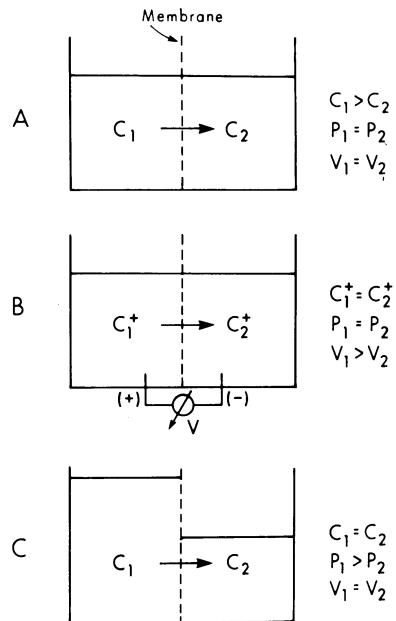 Membrane
A
C₁ → C₂
C₁ > C₂
P₁ = P₂
V₁ = V₂
B
C₁⁺ → C₂⁺
C₁⁺ = C₂⁺
P₁ = P₂
V₁ > V₂
(+) (-)
V
C
C₁ → C₂
C₁ = C₂
P₁ > P₂
V₁ = V₂